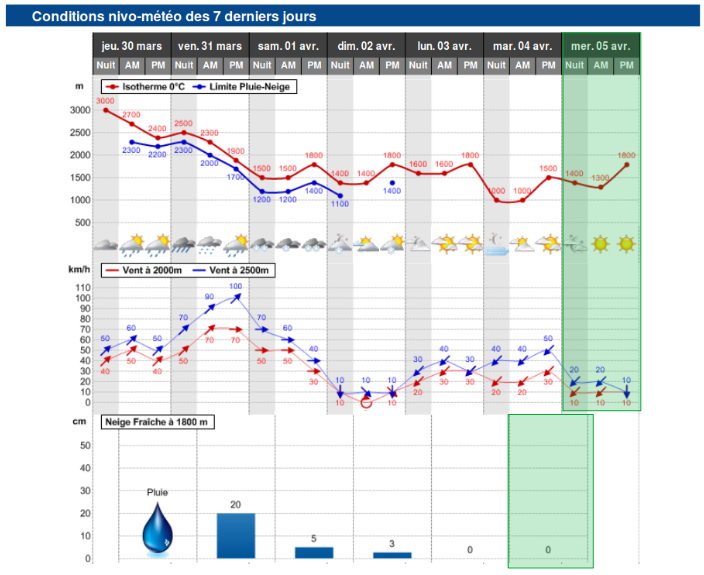 Conditions nivo-météo des 7 derniers jours
jeu. 30 mars ven. 31 mars sam. 01 avr. dim. 02 avr. lun. 03 avr. mar. 04 avr. mer. 05 avr.
Nuit AM PM Nuit AM PM Nuit AM PM Nuit AM PM Nuit AM PM Nuit AM PM Nuit AM PM
m
Isotherme 0°C Limite Pluie-Neige
3000
2500
2000
1500
1000
500
3000 2700 2400 2500 2300 1900 1500 1500 1800 1400 1400 1800 1600 1600 1800 1000 1000 1500 1400 1300 1800
2300 2200 2300 2000 1700 1200 1200 1400 1100 1400
km/h
Vent à 2000m Vent à 2500m
110
100
90
80
70
60
50
40
30
20
10
0
50 60 50 70 90 100 70 60 40 10 10 10 30 40 30 40 40 50 20 20 10
40 50 40 50 70 70 50 50 30 10 0 10 20 30 30 20 20 30 10 10 10
cm
Neige Fraîche à 1800 m
50
40
30
20
10
0
Pluie
20
5
3
0
0